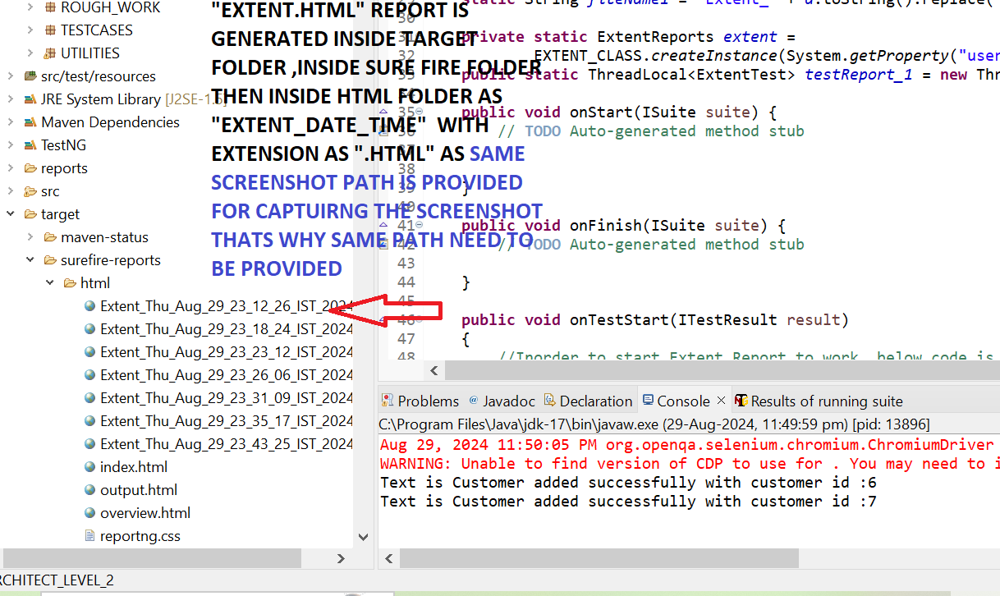 ROUGH_WORK
TESTCASES
UTILITIES
src/test/resources
JRE System Library [J2SE-1.5]
Maven Dependencies
TestNG
reports
src
target
maven-status
surefire-reports
html
Extent_Thu_Aug_29_23_12_26_IST_2024
Extent_Thu_Aug_29_23_18_24_IST_2024
Extent_Thu_Aug_29_23_23_12_IST_2024
Extent_Thu_Aug_29_23_26_06_IST_2024
Extent_Thu_Aug_29_23_31_09_IST_2024
Extent_Thu_Aug_29_23_35_17_IST_2024
Extent_Thu_Aug_29_23_43_25_IST_2024
index.html
output.html
overview.html
reportng.css
RCHITECT_LEVEL_2
"EXTENT.HTML" REPORT IS
GENERATED INSIDE TARGET
FOLDER ,INSIDE SURE FIRE FOLDER
THEN INSIDE HTML FOLDER AS
"EXTENT_DATE_TIME" WITH
EXTENSION AS ".HTML" AS SAME
SCREENSHOT PATH IS PROVIDED
FOR CAPTUIRNG THE SCREENSHOT
THATS WHY SAME PATH NEED TO
BE PROVIDED
static String fileName1 = "Extent_" + d.toString().replace(
30
31 private static ExtentReports extent =
32 EXTENT_CLASS.createInstance(System.getProperty("user
33 public static ThreadLocal<ExtentTest> testReport_1 = new Thr
35 public void onStart(ISuite suite) {
36 // TODO Auto-generated method stub
37
38
39 }
40
41 public void onFinish(ISuite suite) {
42 // TODO Auto-generated method stub
43
44 }
45
46 public void onTestStart(ITestResult result)
47 {
48 //Inorder to start Extent Report to work, below code is
Problems @ Javadoc Declaration Console Results of running suite
C:\Program Files\Java\jdk-17\bin\javaw.exe (29-Aug-2024, 11:49:59 pm) [pid: 13896]
Aug 29, 2024 11:50:05 PM org.openqa.selenium.chromium.ChromiumDriver
WARNING: Unable to find version of CDP to use for . You may need to i
Text is Customer added successfully with customer id :6
Text is Customer added successfully with customer id :7